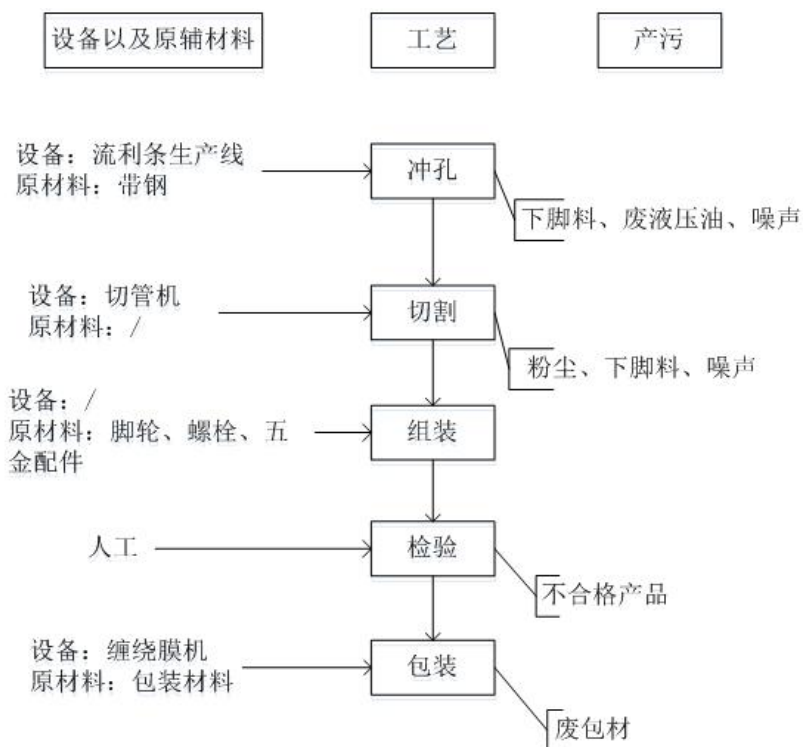 设备以及原辅材料
工艺
产污
设备：流利条生产线
原材料：带钢
冲孔
下脚料、废液压油、噪声
设备：切管机
原材料：/
切割
粉尘、下脚料、噪声
设备：/
原材料：脚轮、螺栓、五
金配件
组装
人工
检验
不合格产品
设备：缠绕膜机
原材料：包装材料
包装
废包材